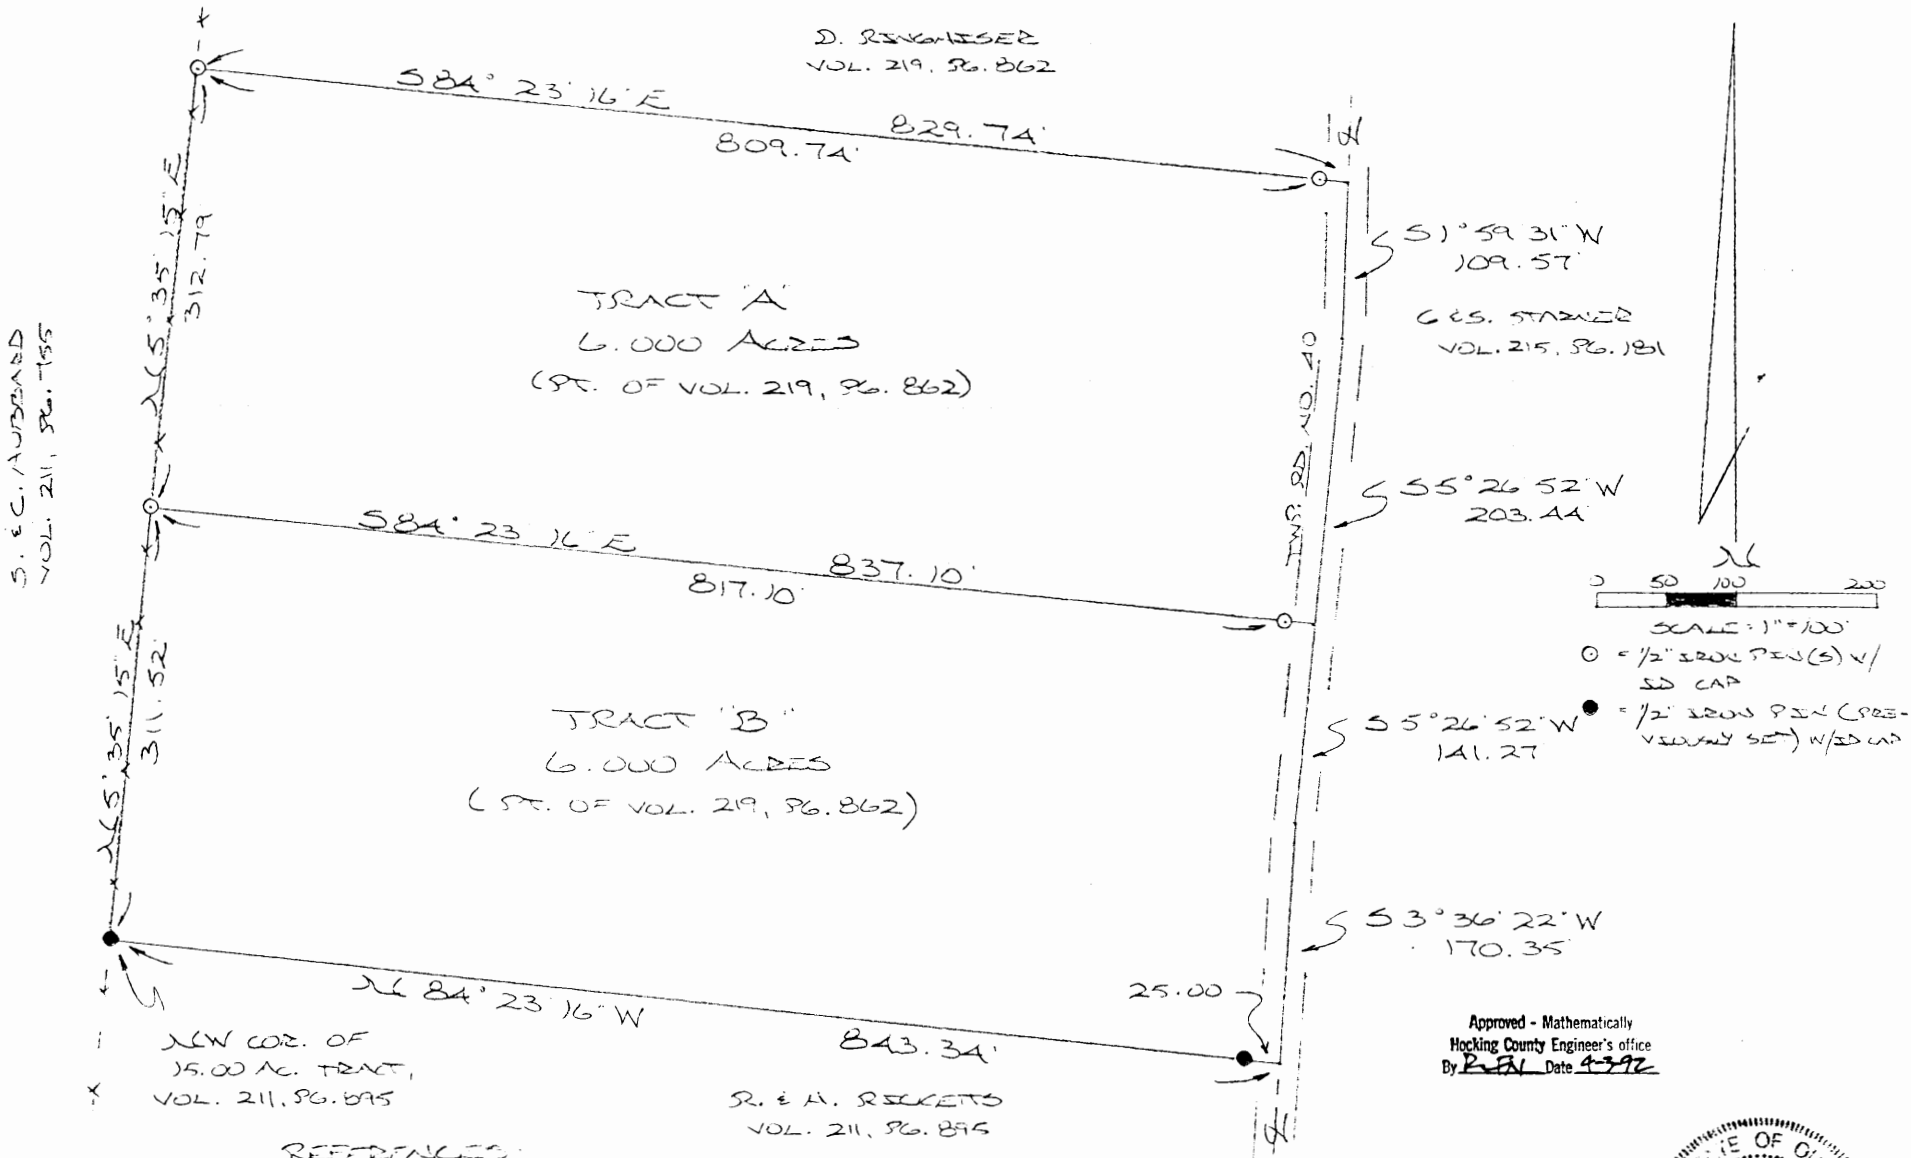 D. RINGHISER
VOL. 219, PG. 862
S 84° 23' 16" E
829.74'
809.74'
℄
N 5° 35' 15" E
312.79
S 1° 59' 31" W
109.57'
TRACT "A"
6.000 ACRES
(PT. OF VOL. 219, PG. 862)
G & S. STARNER
VOL. 215, PG. 181
TWP. RD. NO. 40
S. & C. HUBBARD
VOL. 211, PG. 755
S 5° 26' 52" W
203.44'
S 84° 23' 16" E
837.10'
817.10'
N
0 50 100 200
SCALE: 1" = 100'
⊙ = 1/2" IRON PIN(S) W/
ID CAP
● = 1/2" IRON PIN (PRE-
VIOUSLY SET) W/ID CAP
N 5° 35' 15" E
311.52'
TRACT "B"
6.000 ACRES
(PT. OF VOL. 219, PG. 862)
S 5° 26' 52" W
141.27'
S 3° 36' 22" W
170.35'
25.00
N 84° 23' 16" W
843.34'
NW COR. OF
15.00 AC. TRACT,
VOL. 211, PG. 895
R. & H. RICKETTS
VOL. 211, PG. 895
℄
Approved - Mathematically
Hocking County Engineer's office
By Date 4-3-92
REFERENCES:
OF